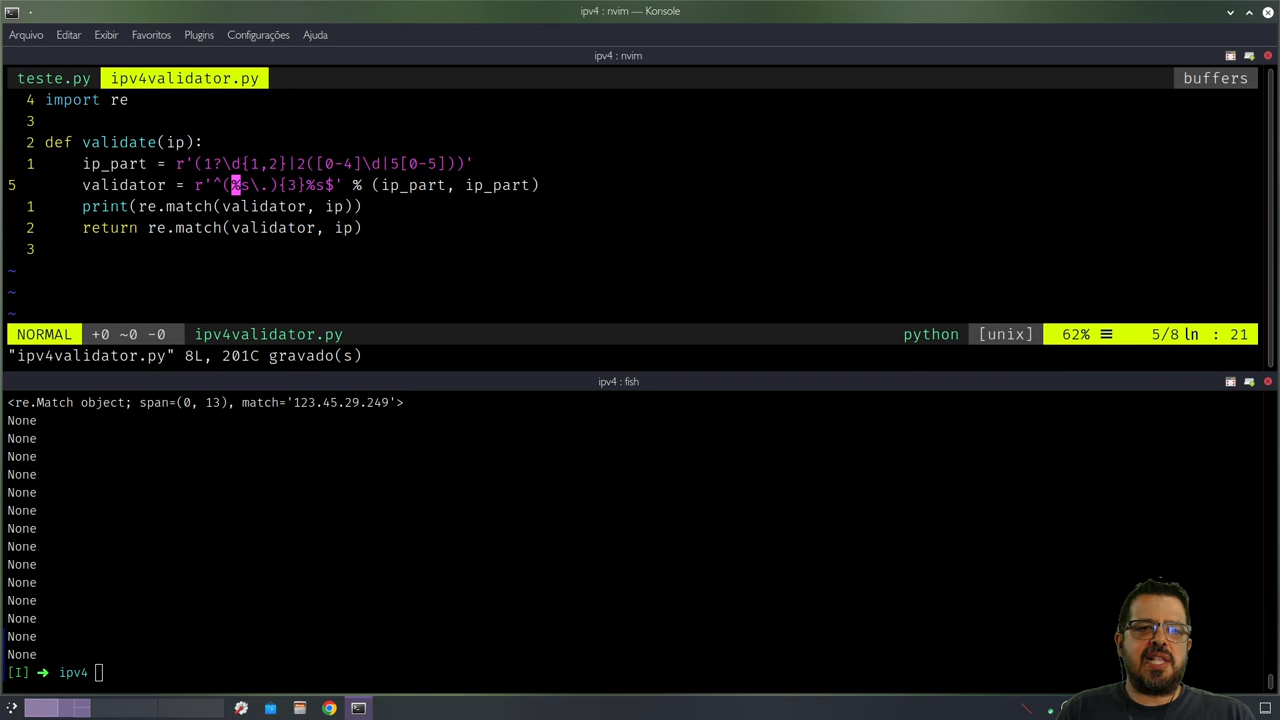 ipv4 : nvim — Konsole
Arquivo Editar Exibir Favoritos Plugins Configurações Ajuda
ipv4 : nvim
teste.py ipv4validator.py buffers
4 import re
3
2 def validate(ip):
1 ip_part = r'(1?\d{1,2}|2([0-4]\d|5[0-5]))'
5 validator = r'^(%s\.){3}%s$' % (ip_part, ip_part)
1 print(re.match(validator, ip))
2 return re.match(validator, ip)
3
~
~
~
NORMAL +0 ~0 -0 ipv4validator.py python [unix] 62% ≡ 5/8 ln : 21
"ipv4validator.py" 8L, 201C gravado(s)
ipv4 : fish
<re.Match object; span=(0, 13), match='123.45.29.249'>
None
None
None
None
None
None
None
None
None
None
None
None
None
None
[I] ➜ ipv4